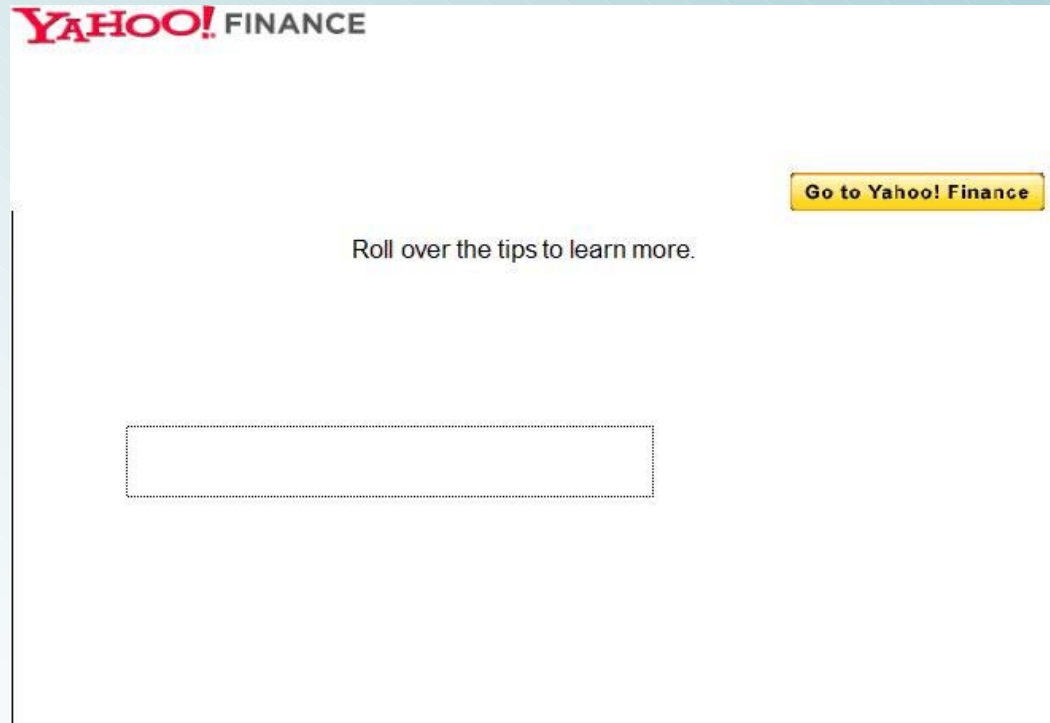 YAHOO! FINANCE
Go to Yahoo! Finance
Roll over the tips to learn more.